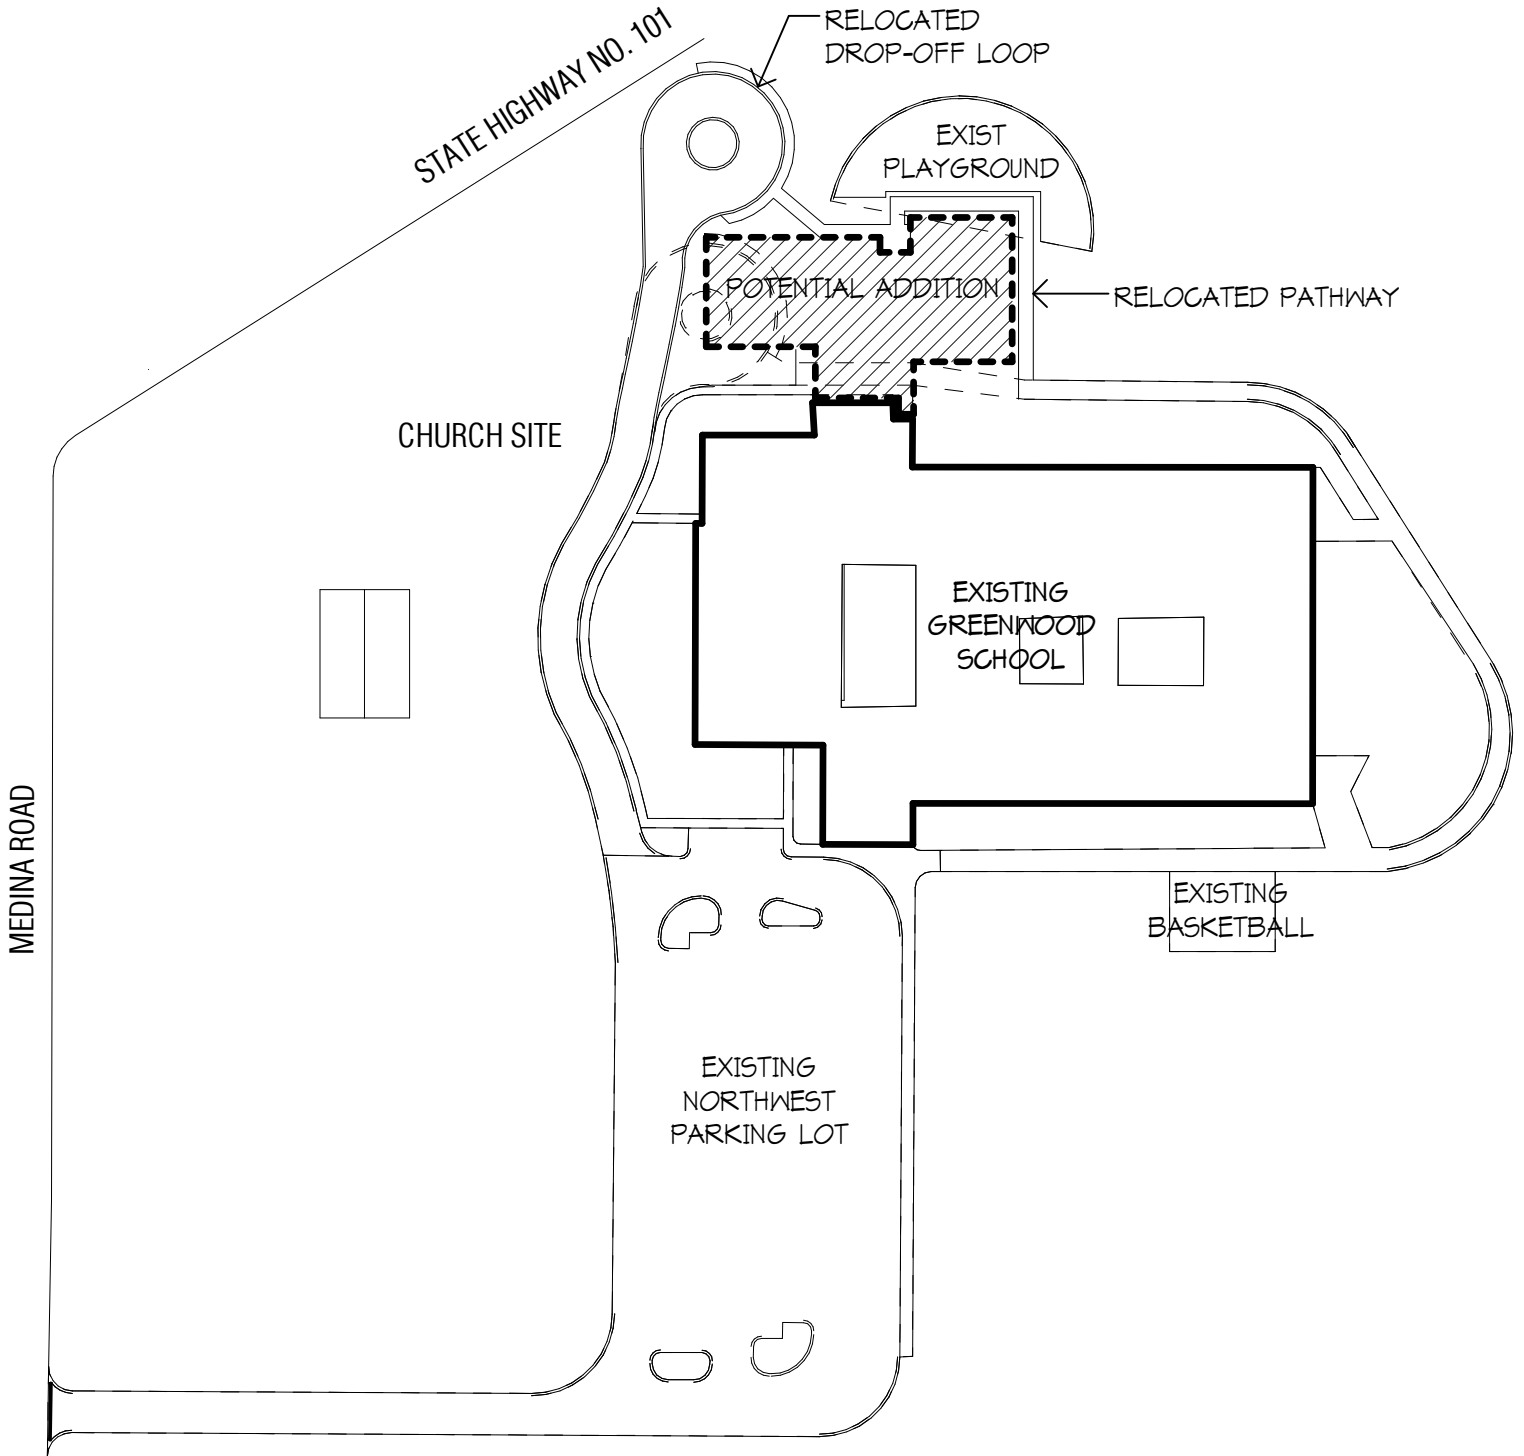 STATE HIGHWAY NO. 101
RELOCATED
DROP-OFF LOOP
EXIST
PLAYGROUND
POTENTIAL ADDITION
RELOCATED PATHWAY
CHURCH SITE
EXISTING
GREENWOOD
SCHOOL
MEDINA ROAD
EXISTING
BASKETBALL
EXISTING
NORTHWEST
PARKING LOT